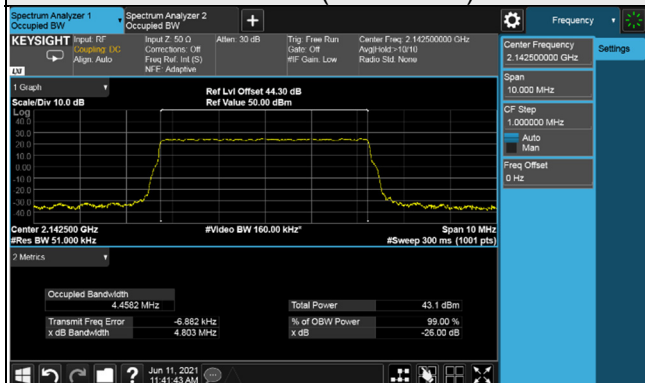 Spectrum Analyzer 1
Occupied BW
Spectrum Analyzer 2
Occupied BW
Frequency
KEYSIGHT
Input: RF
Coupling: DC
Align: Auto
LXI
Input Z: 50 Ω
Corrections: Off
Freq Ref: Int (S)
NFE: Adaptive
Atten: 30 dB
Trig: Free Run
Gate: Off
#IF Gain: Low
Center Freq: 2.142500000 GHz
Avg|Hold:>10/10
Radio Std: None
Center Frequency
2.142500000 GHz
Settings
Span
10.000 MHz
CF Step
1.000000 MHz
Auto
Man
Freq Offset
0 Hz
1 Graph
Scale/Div 10.0 dB
Ref Lvl Offset 44.30 dB
Ref Value 50.00 dBm
Log
40.0
30.0
20.0
10.0
0.00
-10.0
-20.0
-30.0
-40.0
Center 2.142500 GHz
#Res BW 51.000 kHz
#Video BW 160.00 kHz*
Span 10 MHz
#Sweep 300 ms (1001 pts)
2 Metrics
Occupied Bandwidth
4.4582 MHz
Total Power 43.1 dBm
Transmit Freq Error -6.882 kHz
% of OBW Power 99.00 %
x dB Bandwidth 4.803 MHz
x dB -26.00 dB
Jun 11, 2021
11:41:43 AM